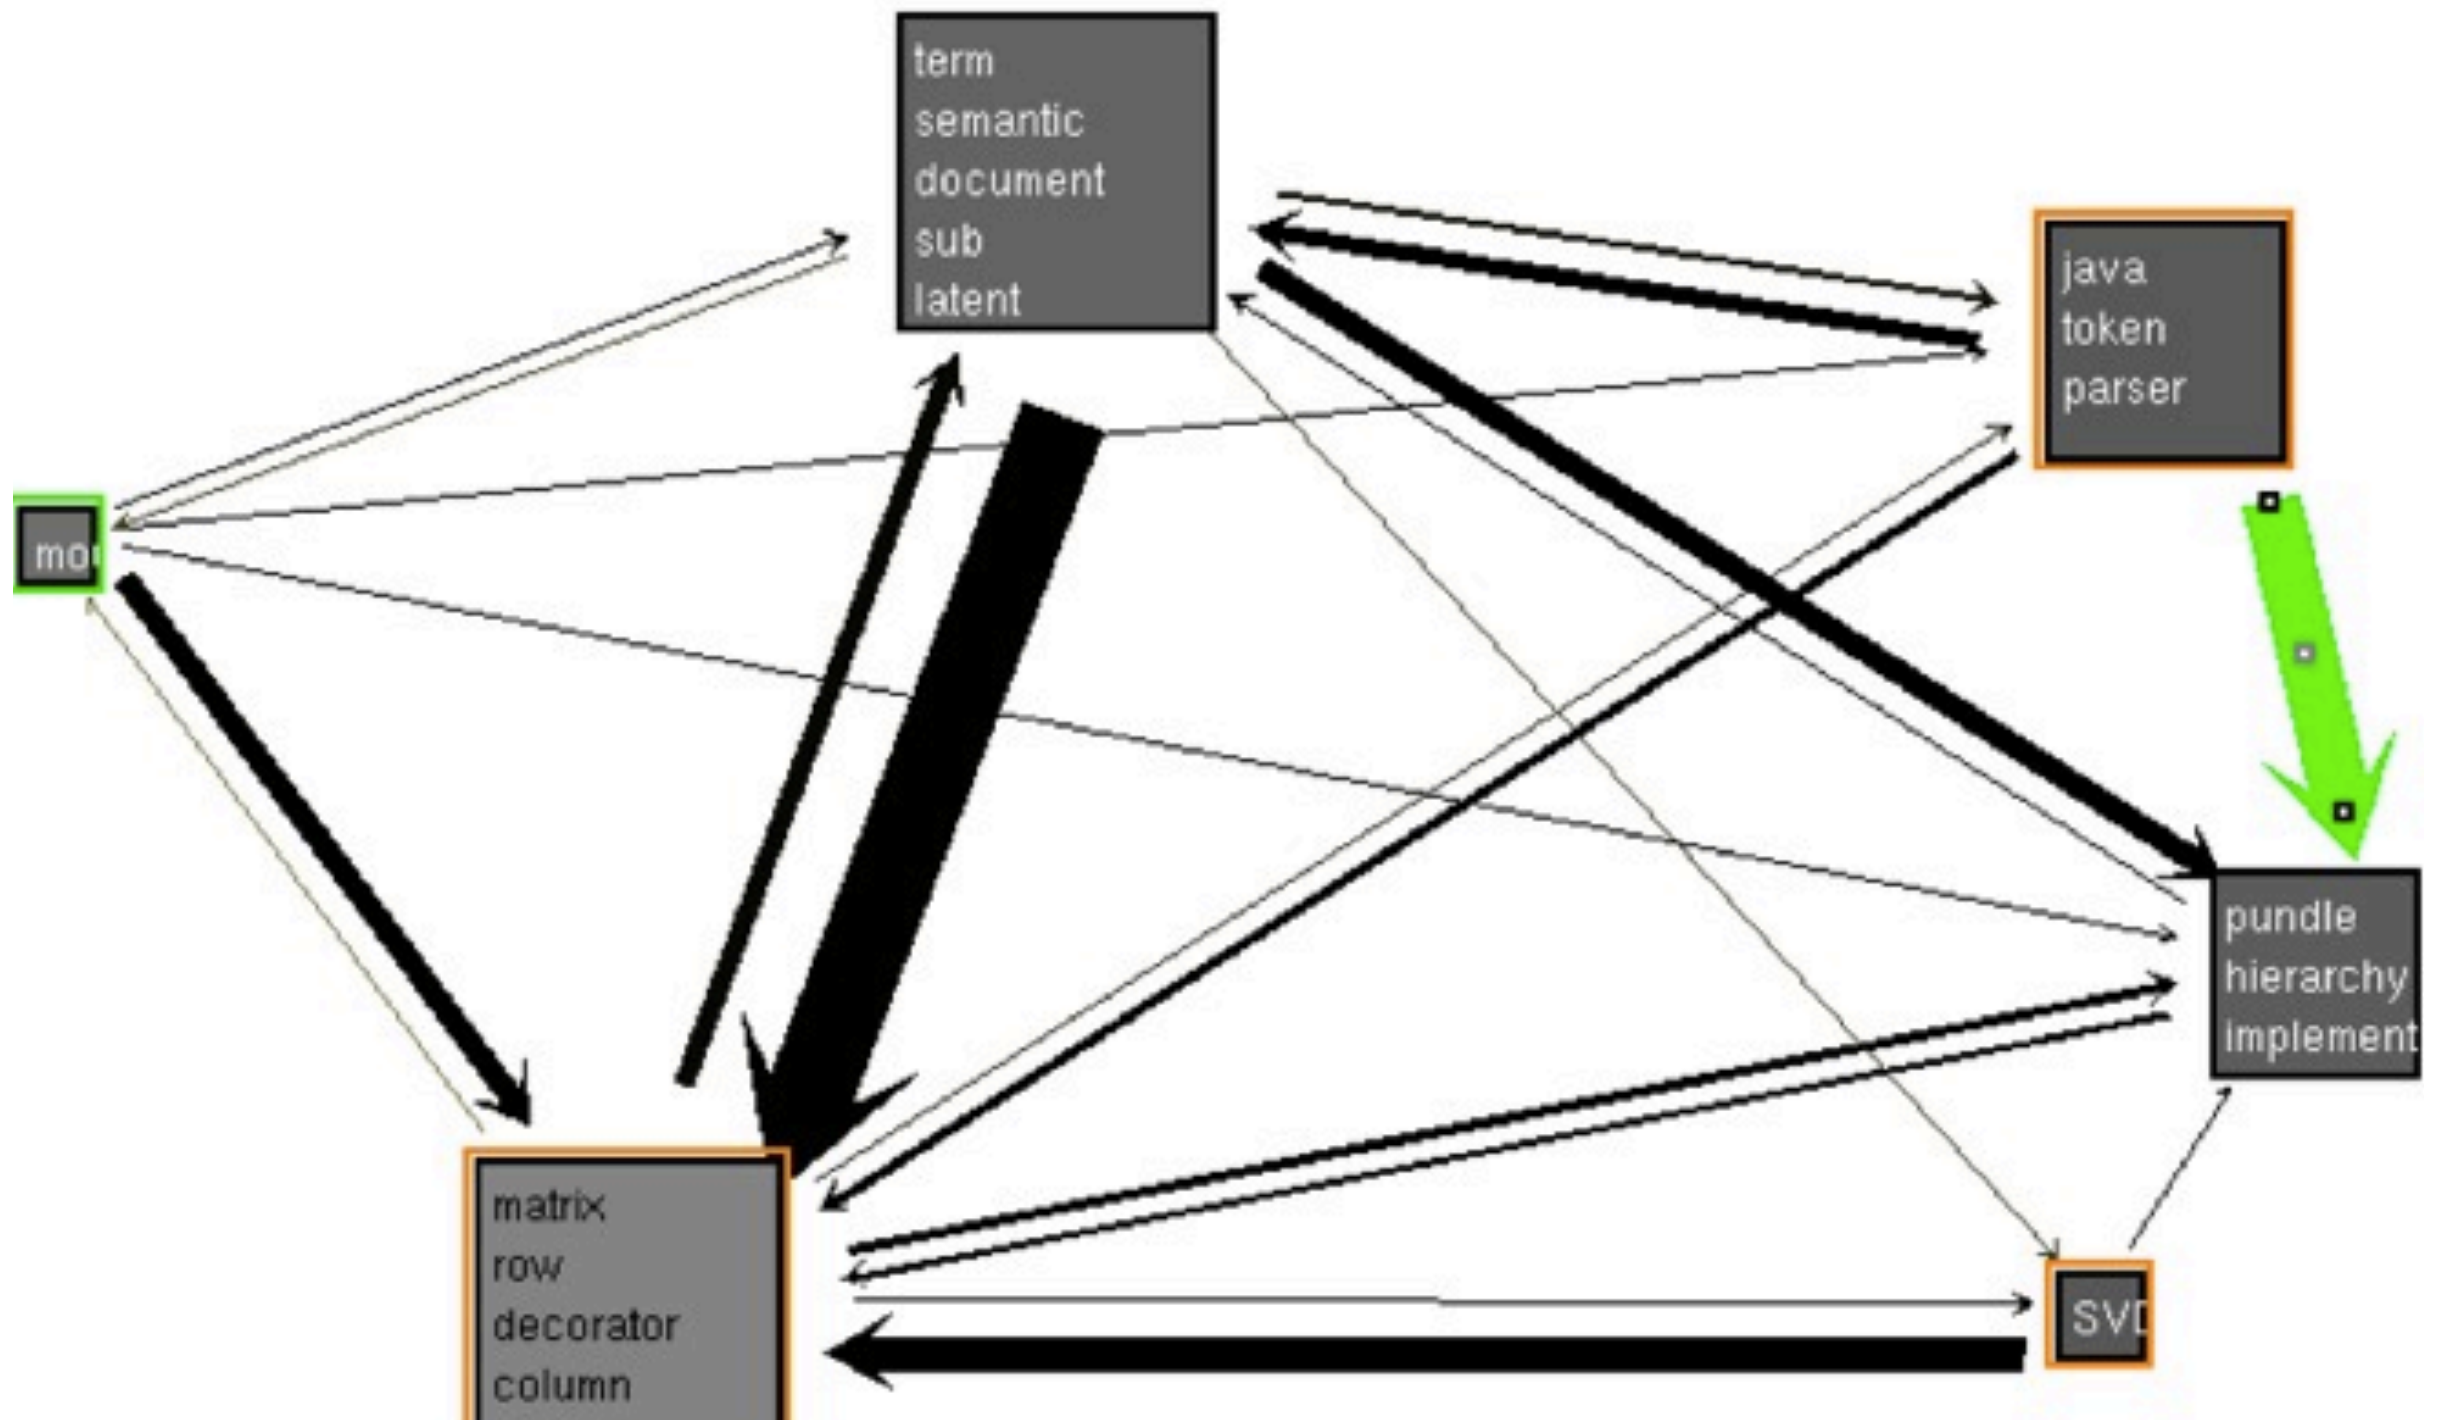 term
semantic
document
sub
latent
java
token
parser
pundle
hierarchy
implement
matrix
row
decorator
column